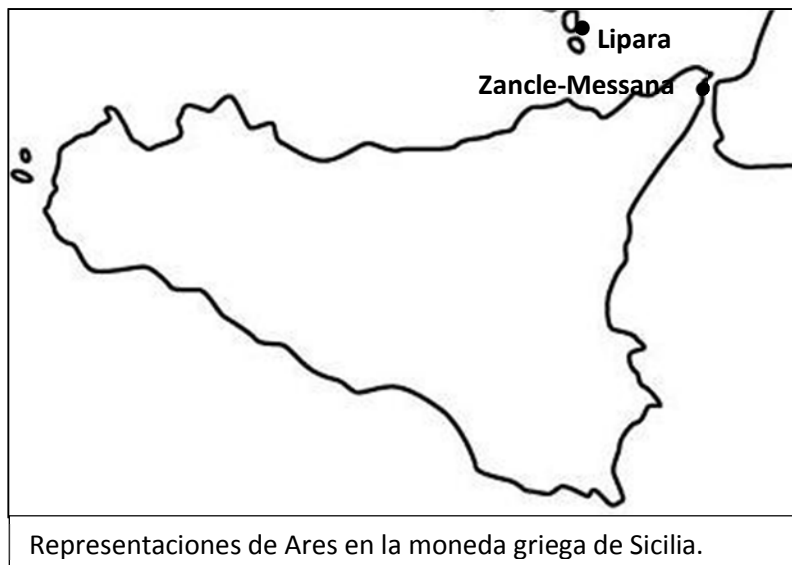 Lipara
Zancle-Messana
Representaciones de Ares en la moneda griega de Sicilia.